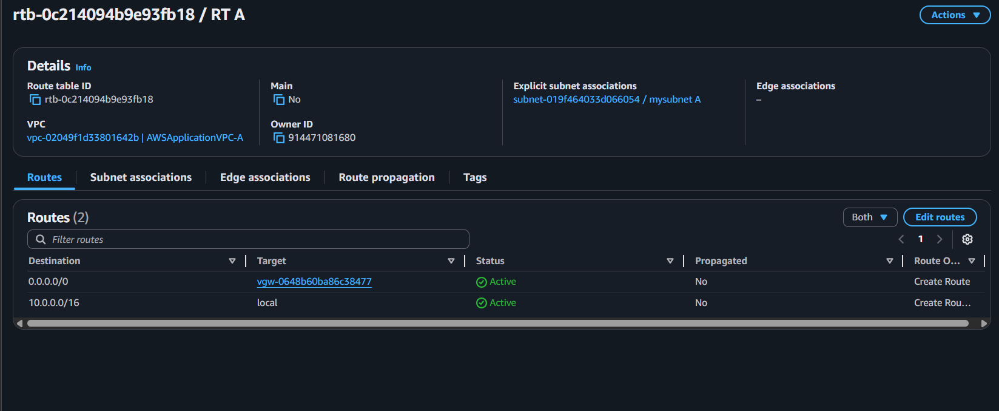 rtb-0c214094b9e93fb18 / RT A
Actions
Details Info
Route table ID
rtb-0c214094b9e93fb18
Main
No
Explicit subnet associations
subnet-019f464033d066054 / mysubnet A
Edge associations
–
VPC
vpc-02049f1d33801642b | AWSApplicationVPC-A
Owner ID
914471081680
Routes
Subnet associations
Edge associations
Route propagation
Tags
Routes (2)
Both
Edit routes
Filter routes
1
Destination Target Status Propagated Route O...
0.0.0.0/0 vgw-0648b60ba86c38477 Active No Create Route
10.0.0.0/16 local Active No Create Rou...